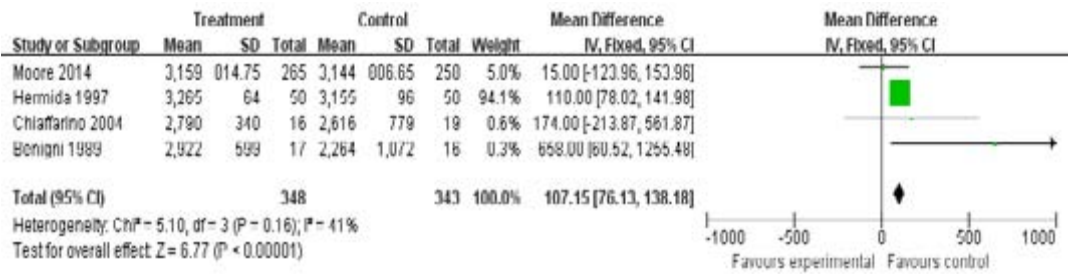 Treatment Control Mean Difference Mean Difference
Study or Subgroup Mean SD Total Mean SD Total Weight IV, Fixed, 95% CI IV, Fixed, 95% CI
Moore 2014 3,159 014.75 265 3,144 006.65 250 5.0% 15.00 [-123.96, 153.96]
Hermida 1997 3,265 64 50 3,155 96 50 94.1% 110.00 [78.02, 141.98]
Chiaffarino 2004 2,790 340 16 2,616 779 19 0.6% 174.00 [-213.87, 561.87]
Benigni 1989 2,922 599 17 2,264 1,072 16 0.3% 658.00 [60.52, 1255.48]
Total (95% CI) 348 343 100.0% 107.15 [76.13, 138.18]
Heterogeneity: Chi² = 5.10, df = 3 (P = 0.16); I² = 41%
Test for overall effect: Z = 6.77 (P < 0.00001)
-1000 -500 0 500 1000
Favours experimental Favours control